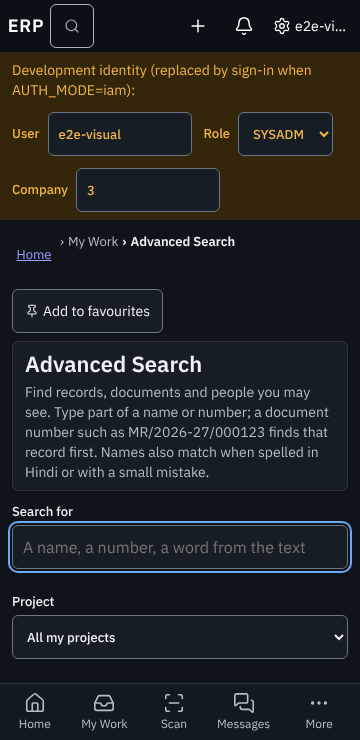 ERP
e2e-vi...
Development identity (replaced by sign-in when
AUTH_MODE=iam):
User
e2e-visual
Role
SYSADM
Company
3
Home
› My Work › Advanced Search
Add to favourites
Advanced Search
Find records, documents and people you may
see. Type part of a name or number; a document
number such as MR/2026-27/000123 finds that
record first. Names also match when spelled in
Hindi or with a small mistake.
Search for
A name, a number, a word from the text
Project
All my projects
Home
My Work
Scan
Messages
More